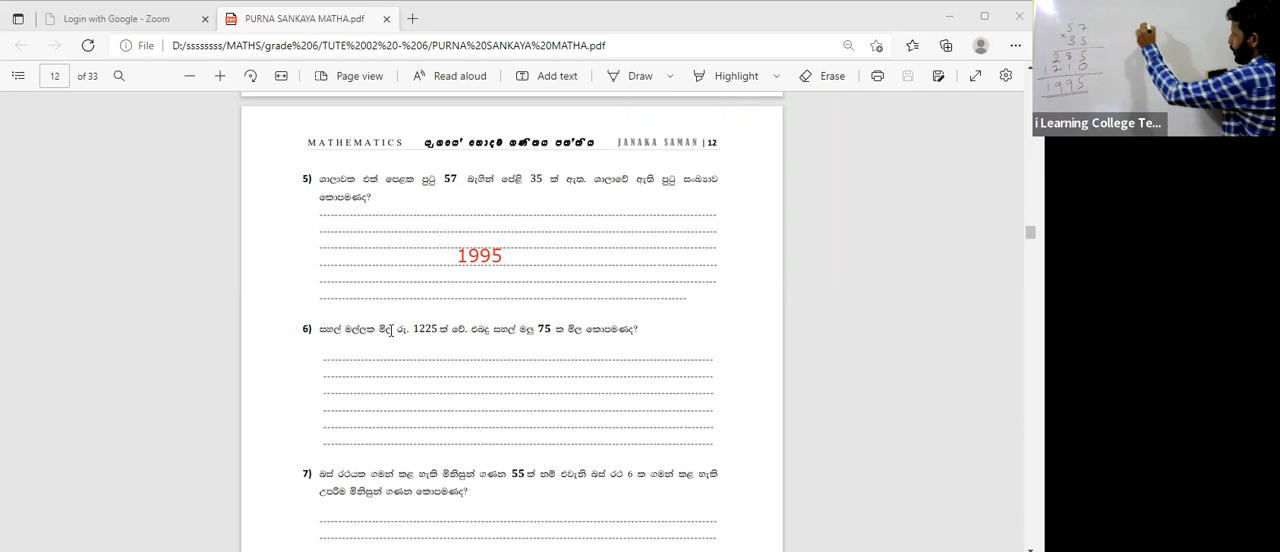 Login with Google - Zoom
PURNA SANKAYA MATHA.pdf
D:/ssssssss/MATHS/grade%206/TUTE%2002%20-%206/PURNA%20SANKAYA%20MATHA.pdf
12 of 33
Page view
Read aloud
Add text
Draw
Highlight
Erase
57
× 35
285
1710
1995
i Learning College Te...
MATHEMATICS
JANAKA SAMAN | 12
5) ශාලාවක එක් පෙළක පුටු 57 බැගින් පේළි 35 ක් ඇත. ශාලාවේ ඇති පුටු සංඛ්‍යාව
කොපමණද?
1995
6) සහල් මල්ලක මිල රු. 1225 ක් වේ. එබඳු සහල් මලු 75 ක මිල කොපමණද?
7) බස් රථයක ගමන් කළ හැකි මිනිසුන් ගණන 55 ක් නම් එවැනි බස් රථ 6 ක ගමන් කළ හැකි
උපරිම මිනිසුන් ගණන කොපමණද?